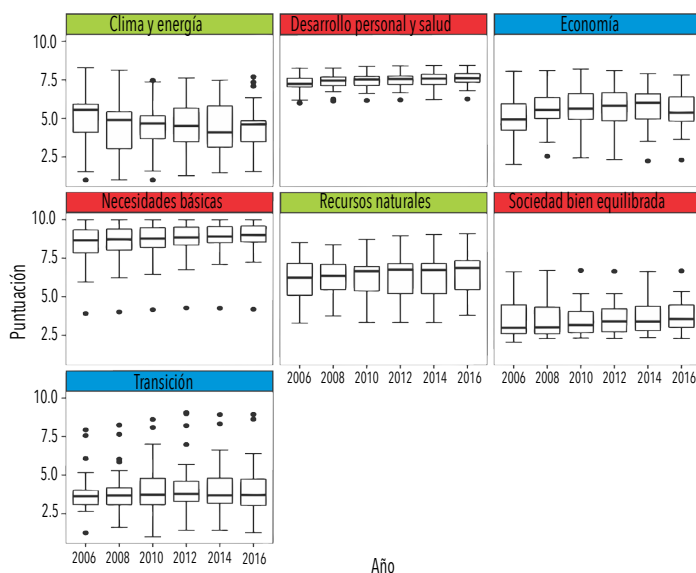 Clima y energía
Desarrollo personal y salud
Economía
10.0
7.5
5.0
2.5
Necesidades básicas
Recursos naturales
Sociedad bien equilibrada
10.0
7.5
5.0
2.5
Puntuación
2006 2008 2010 2012 2014 2016
2006 2008 2010 2012 2014 2016
Transición
10.0
7.5
5.0
2.5
2006 2008 2010 2012 2014 2016
Año